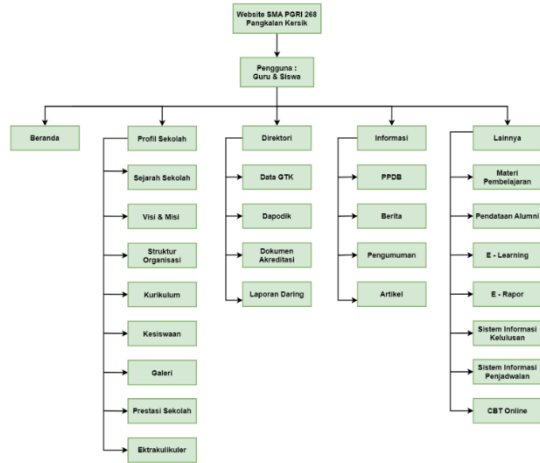 Website SMA PGRI 268
Pangkalan Kersik
Pengguna :
Guru & Siswa
Beranda
Profil Sekolah
Direktori
Informasi
Lainnya
Sejarah Sekolah
Visi & Misi
Struktur
Organisasi
Kurikulum
Kesiswaan
Galeri
Prestasi Sekolah
Ektrakulikuler
Data GTK
Dapodik
Dokumen
Akreditasi
Laporan Daring
PPDB
Berita
Pengumuman
Artikel
Materi
Pembelajaran
Pendataan Alumni
E - Learning
E - Rapor
Sistem Informasi
Kelulusan
Sistem Informasi
Penjadwalan
CBT Online